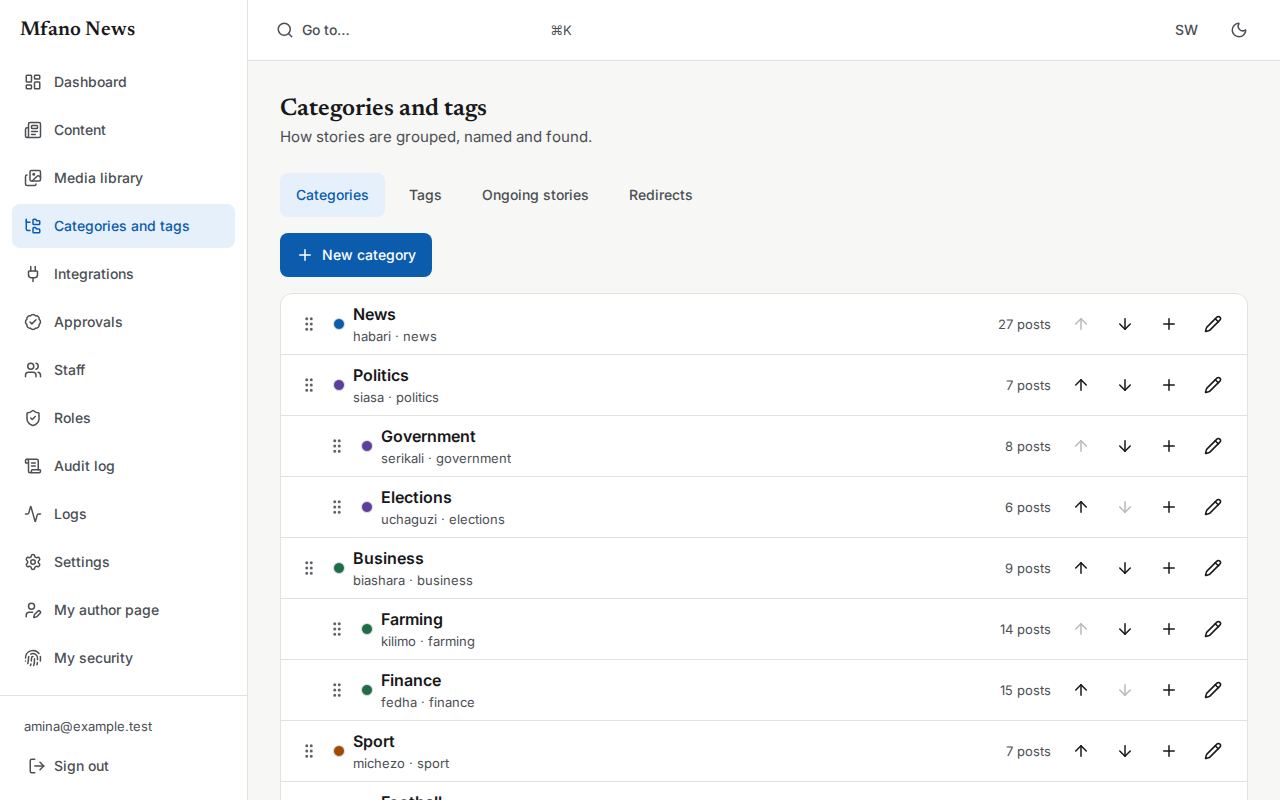 Mfano News
Go to...
⌘K
SW
Dashboard
Content
Media library
Categories and tags
Integrations
Approvals
Staff
Roles
Audit log
Logs
Settings
My author page
My security
amina@example.test
Sign out
Categories and tags
How stories are grouped, named and found.
Categories
Tags
Ongoing stories
Redirects
New category
News
habari · news
27 posts
Politics
siasa · politics
7 posts
Government
serikali · government
8 posts
Elections
uchaguzi · elections
6 posts
Business
biashara · business
9 posts
Farming
kilimo · farming
14 posts
Finance
fedha · finance
15 posts
Sport
michezo · sport
7 posts
Football